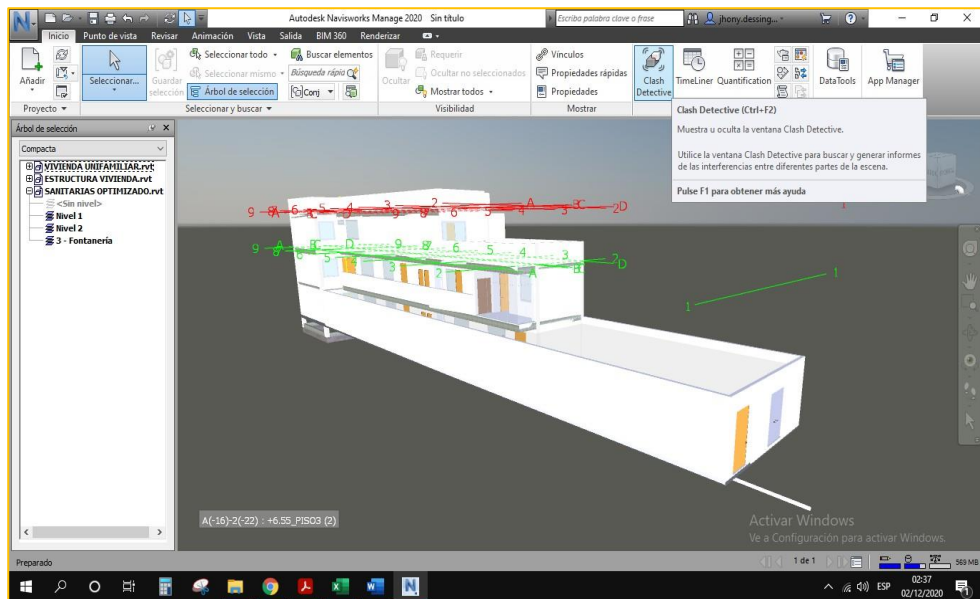 Autodesk Navisworks Manage 2020 Sin título
Escriba palabra clave o frase
jhony.dessing...
Inicio Punto de vista Revisar Animación Vista Salida BIM 360 Renderizar
Añadir
Proyecto
Seleccionar...
Guardar selección
Seleccionar todo
Seleccionar mismo
Árbol de selección
Buscar elementos
Búsqueda rápida
Conj
Seleccionar y buscar
Ocultar
Requerir
Ocultar no seleccionados
Mostrar todos
Visibilidad
Vínculos
Propiedades rápidas
Propiedades
Mostrar
Clash Detective
TimeLiner
Quantification
DataTools
App Manager
Clash Detective (Ctrl+F2)
Muestra u oculta la ventana Clash Detective.
Utilice la ventana Clash Detective para buscar y generar informes
de las interferencias entre diferentes partes de la escena.
Pulse F1 para obtener más ayuda
Árbol de selección
Compacta
VIVIENDA UNIFAMILIAR.rvt
ESTRUCTURA VIVIENDA.rvt
SANITARIAS OPTIMIZADO.rvt
<Sin nivel>
Nivel 1
Nivel 2
3 - Fontanería
A(-16)-2(-22) : +6.55_PISO3 (2)
Activar Windows
Ve a Configuración para activar Windows.
Preparado
1 de 1
569 MB
ESP
02:37
02/12/2020